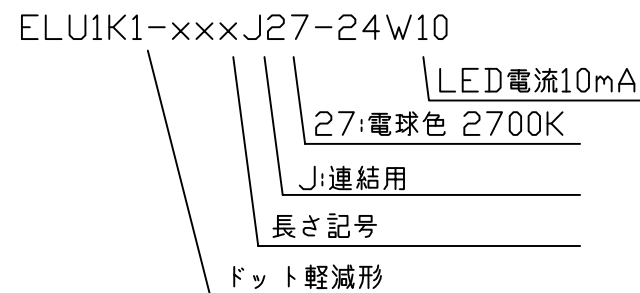 ELU1K1-xxxJ27-24W10
LED電流10mA
27:電球色 2700K
J:連結用
長さ記号
ドット軽減形